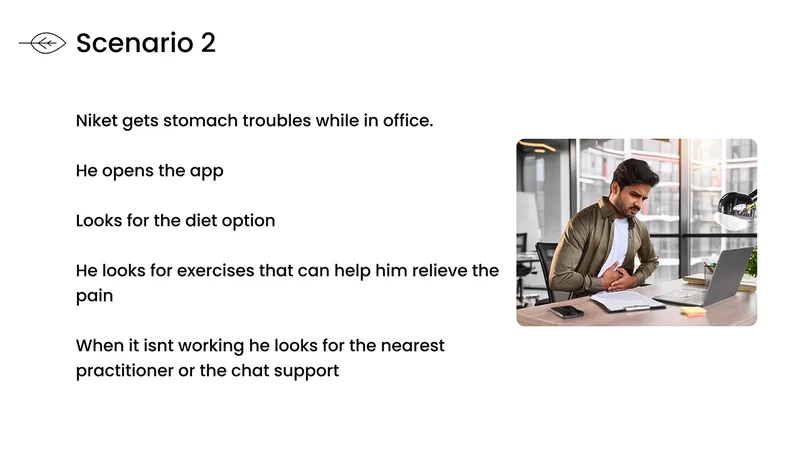 Scenario 2
Niket gets stomach troubles while in office.
He opens the app
Looks for the diet option
He looks for exercises that can help him relieve the
pain
When it isnt working he looks for the nearest
practitioner or the chat support